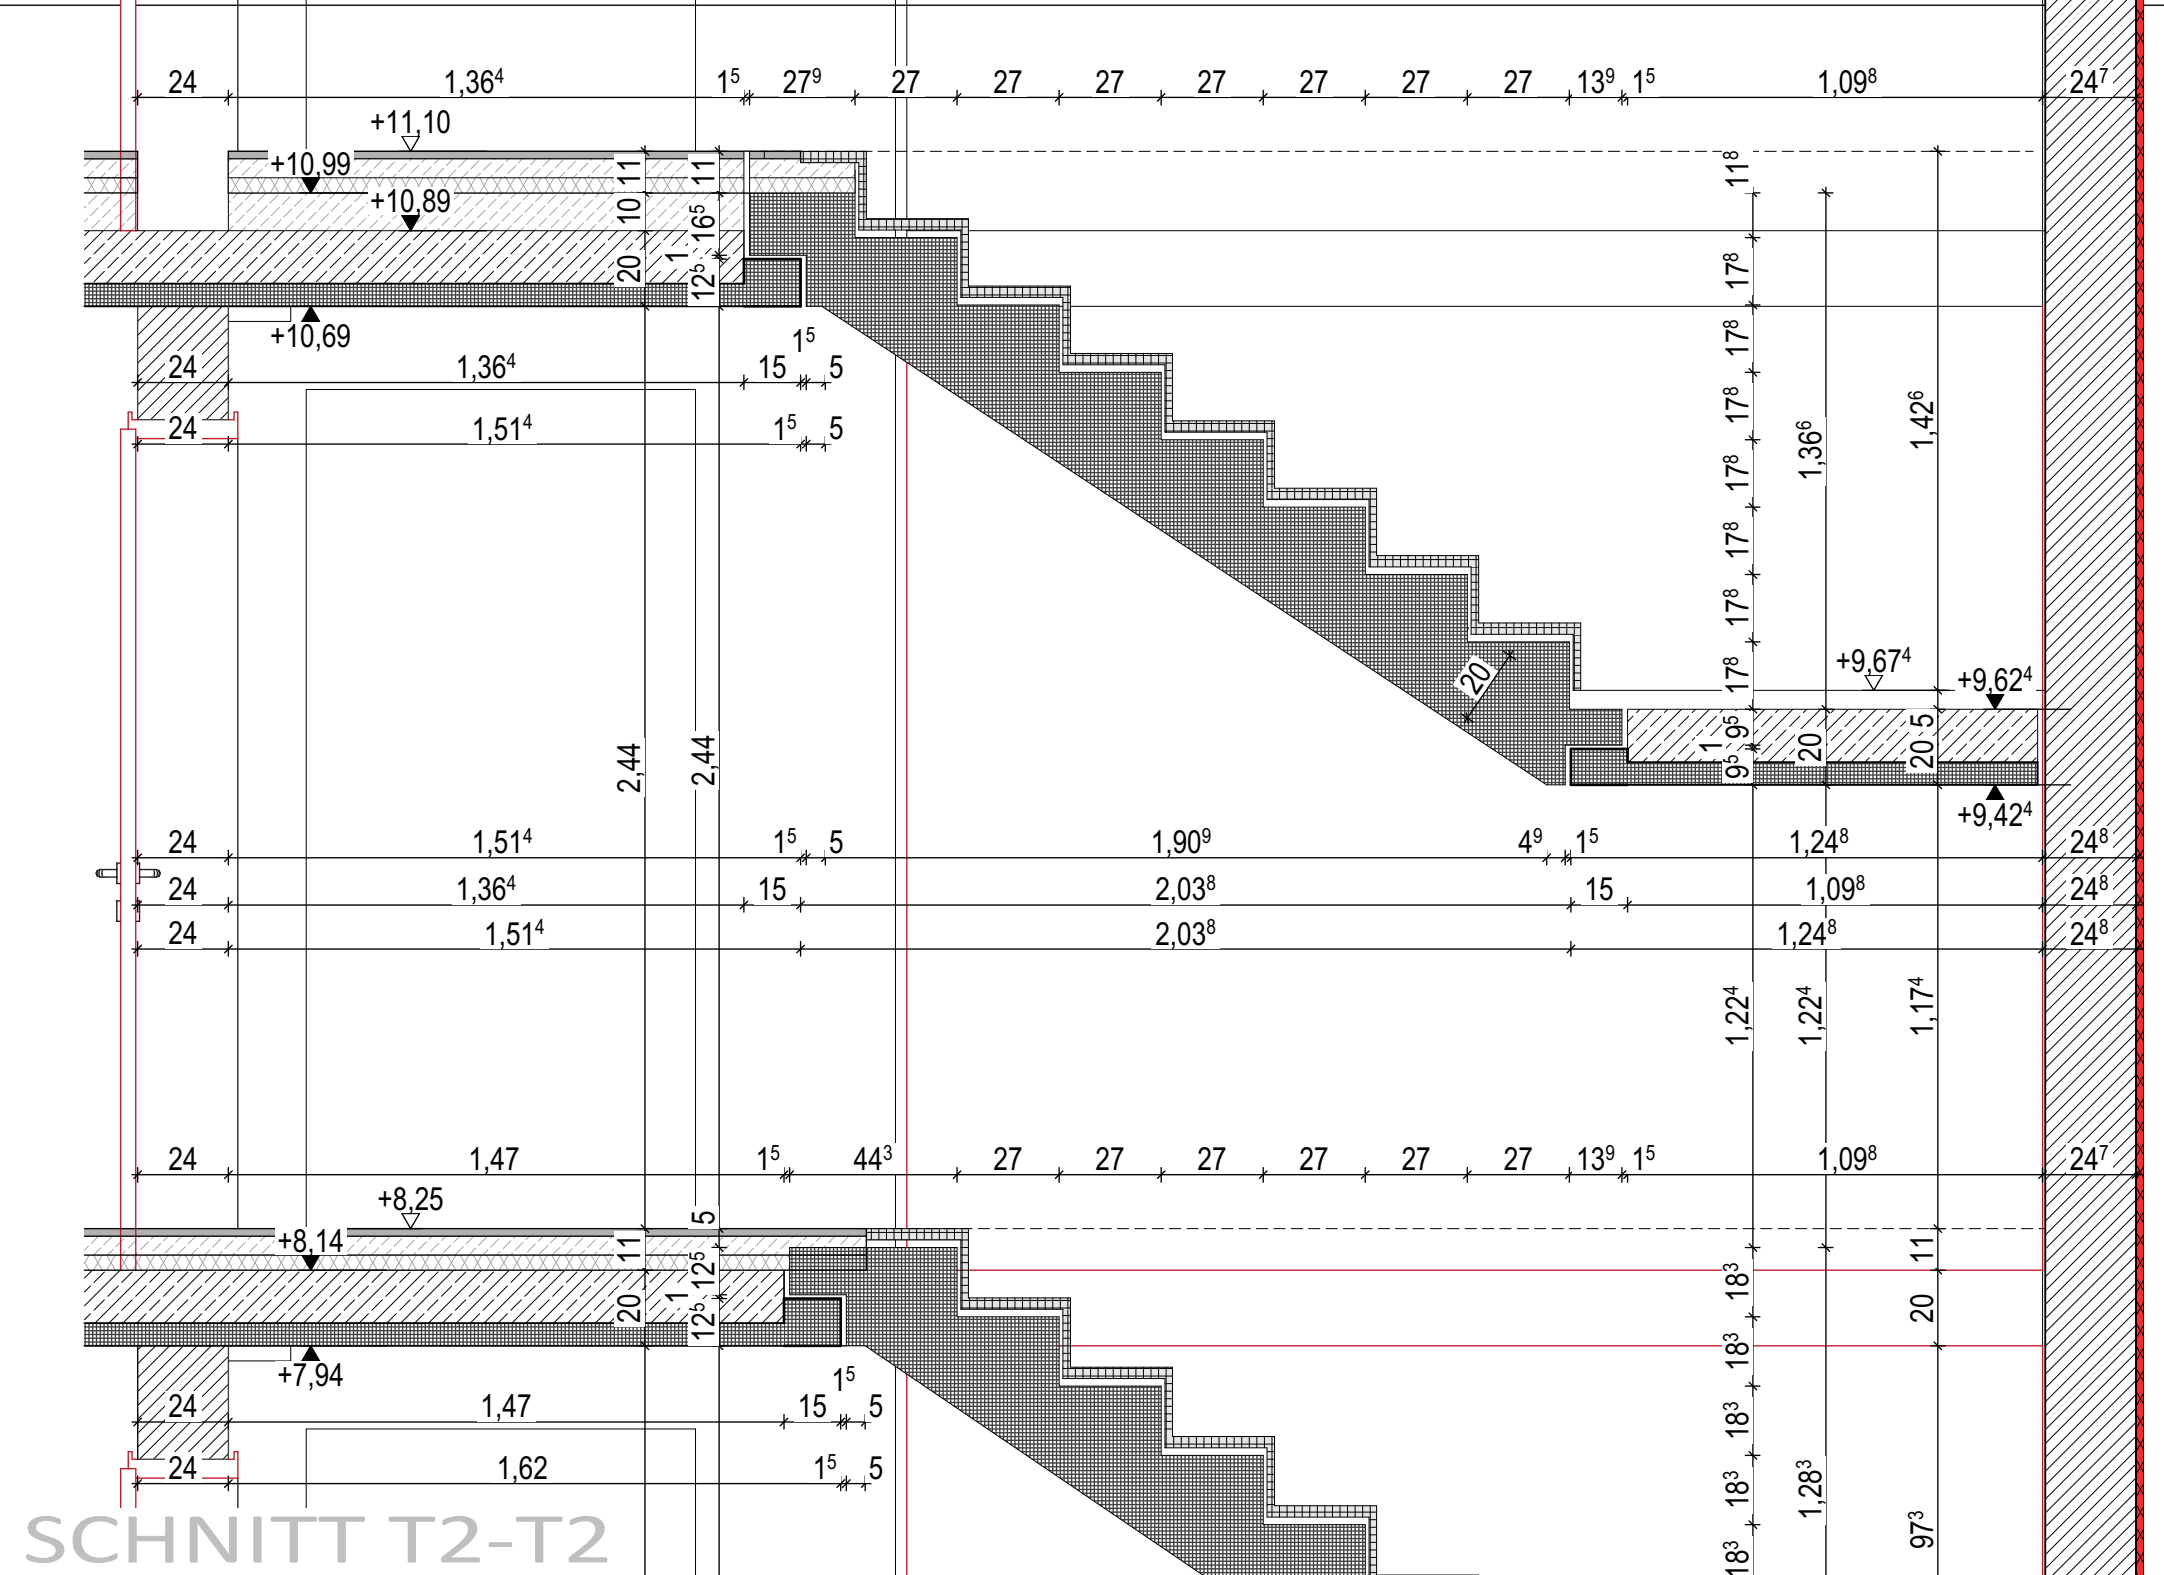 24 1,36⁴ 1⁵ 27⁹ 27 27 27 27 27 27 27 13⁹ 1⁵ 1,09⁸ 24⁷
+11,10
+10,99 11 11 11⁸
+10,89 10 16⁵
20 1 12⁵ 17⁸
+10,69 1⁵ 17⁸
24 1,36⁴ 15 5
24 1,51⁴ 1⁵ 5 17⁸ 1,36⁶ 1,42⁶
17⁸
17⁸
17⁸
20 17⁸ +9,67⁴ +9,62⁴
2,44 2,44 9⁵ 1 9⁵ 20 5 20
+9,42⁴
24 1,51⁴ 1⁵ 5 1,90⁹ 4⁹ 1⁵ 1,24⁸ 24⁸
24 1,36⁴ 15 2,03⁸ 15 1,09⁸ 24⁸
24 1,51⁴ 2,03⁸ 1,24⁸ 24⁸
1,22⁴ 1,22⁴ 1,17⁴
24 1,47 1⁵ 44³ 27 27 27 27 27 27 13⁹ 1⁵ 1,09⁸ 24⁷
+8,25 5
+8,14 11 12⁵ 18³ 11
20 1 12⁵ 20
+7,94 1⁵ 18³
24 1,47 15 5 18³
24 1,62 1⁵ 5 18³ 1,28³
SCHNITT T2-T2 18³ 97³